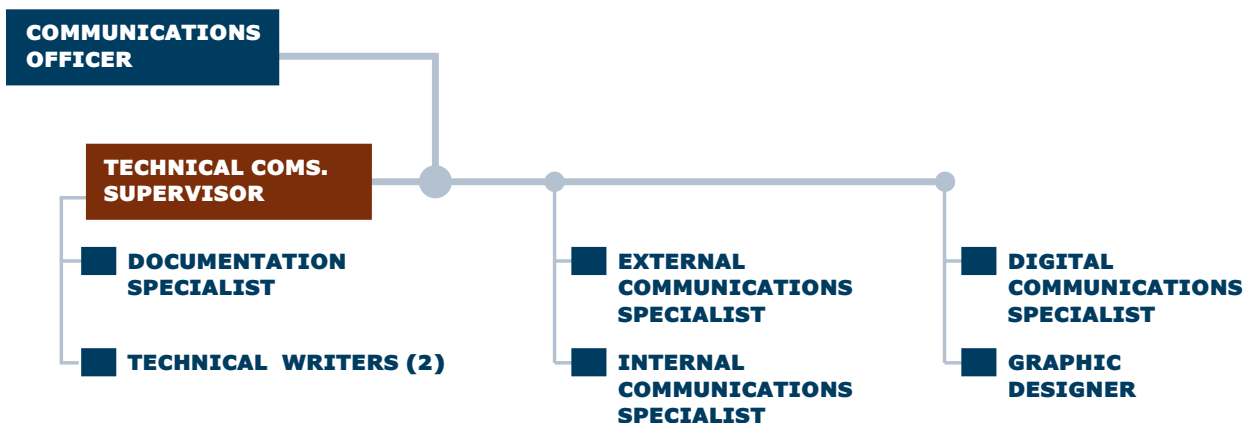 COMMUNICATIONS
OFFICER
TECHNICAL COMS.
SUPERVISOR
DOCUMENTATION
SPECIALIST
TECHNICAL WRITERS (2)
EXTERNAL
COMMUNICATIONS
SPECIALIST
INTERNAL
COMMUNICATIONS
SPECIALIST
DIGITAL
COMMUNICATIONS
SPECIALIST
GRAPHIC
DESIGNER